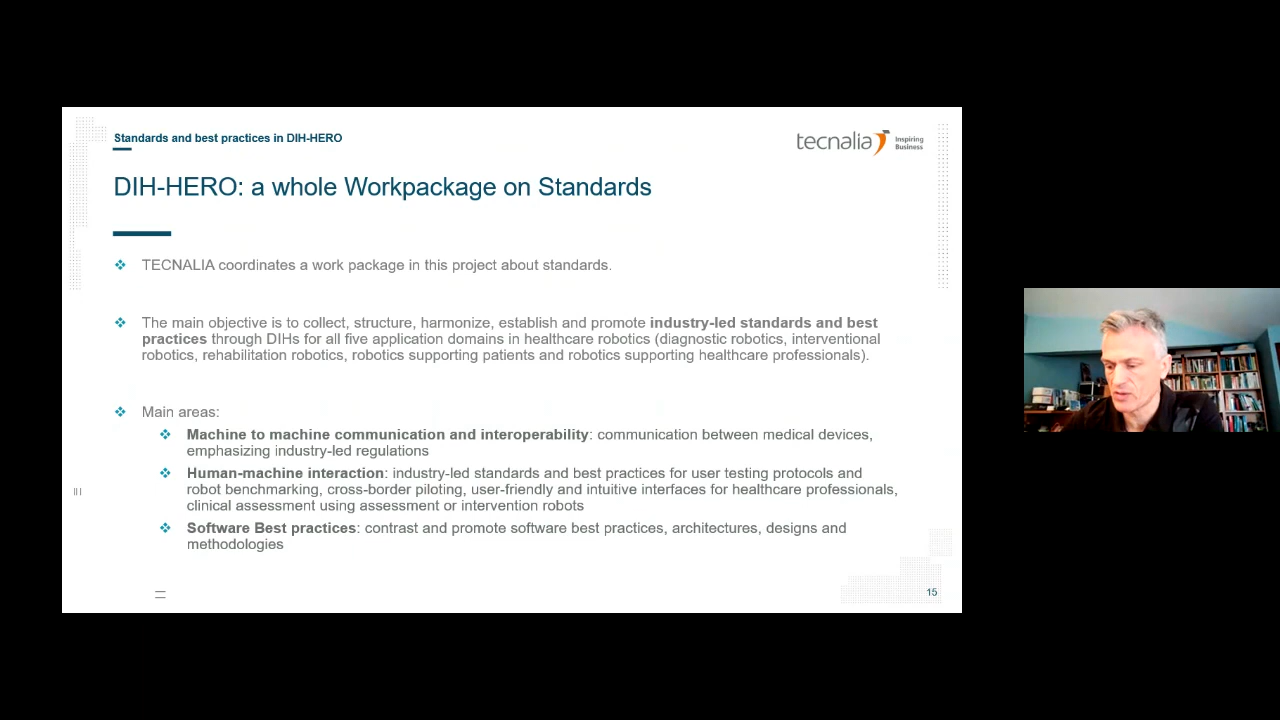 Standards and best practices in DIH-HERO
tecnalia Inspiring
Business
DIH-HERO: a whole Workpackage on Standards
TECNALIA coordinates a work package in this project about standards.
The main objective is to collect, structure, harmonize, establish and promote industry-led standards and best
practices through DIHs for all five application domains in healthcare robotics (diagnostic robotics, interventional
robotics, rehabilitation robotics, robotics supporting patients and robotics supporting healthcare professionals).
Main areas:
Machine to machine communication and interoperability: communication between medical devices,
emphasizing industry-led regulations
Human-machine interaction: industry-led standards and best practices for user testing protocols and
robot benchmarking, cross-border piloting, user-friendly and intuitive interfaces for healthcare professionals,
clinical assessment using assessment or intervention robots
Software Best practices: contrast and promote software best practices, architectures, designs and
methodologies
15